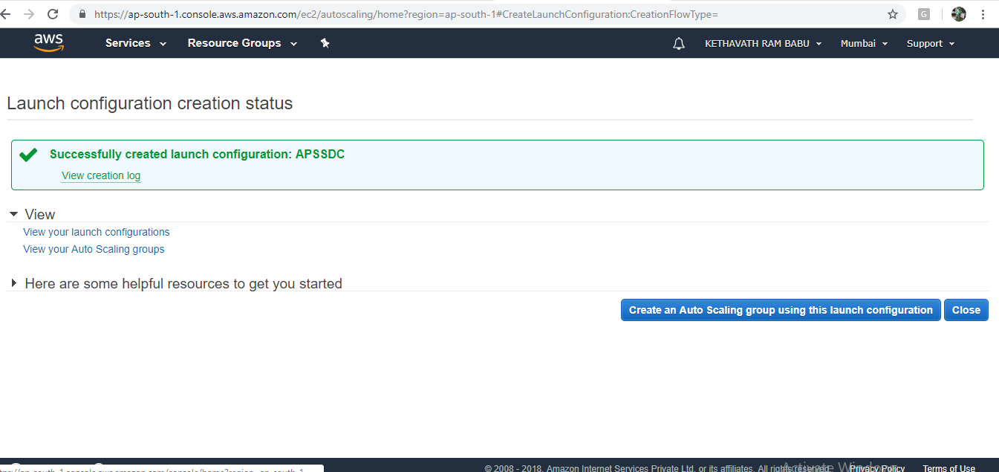 https://ap-south-1.console.aws.amazon.com/ec2/autoscaling/home?region=ap-south-1#CreateLaunchConfiguration:CreationFlowType=
G
aws Services Resource Groups KETHAVATH RAM BABU Mumbai Support
Launch configuration creation status
Successfully created launch configuration: APSSDC
View creation log
View
View your launch configurations
View your Auto Scaling groups
Here are some helpful resources to get you started
Create an Auto Scaling group using this launch configuration Close
© 2008 - 2018, Amazon Internet Services Private Ltd. or its affiliates. All rights reserved. Privacy Policy Terms of Use
Activate Windows